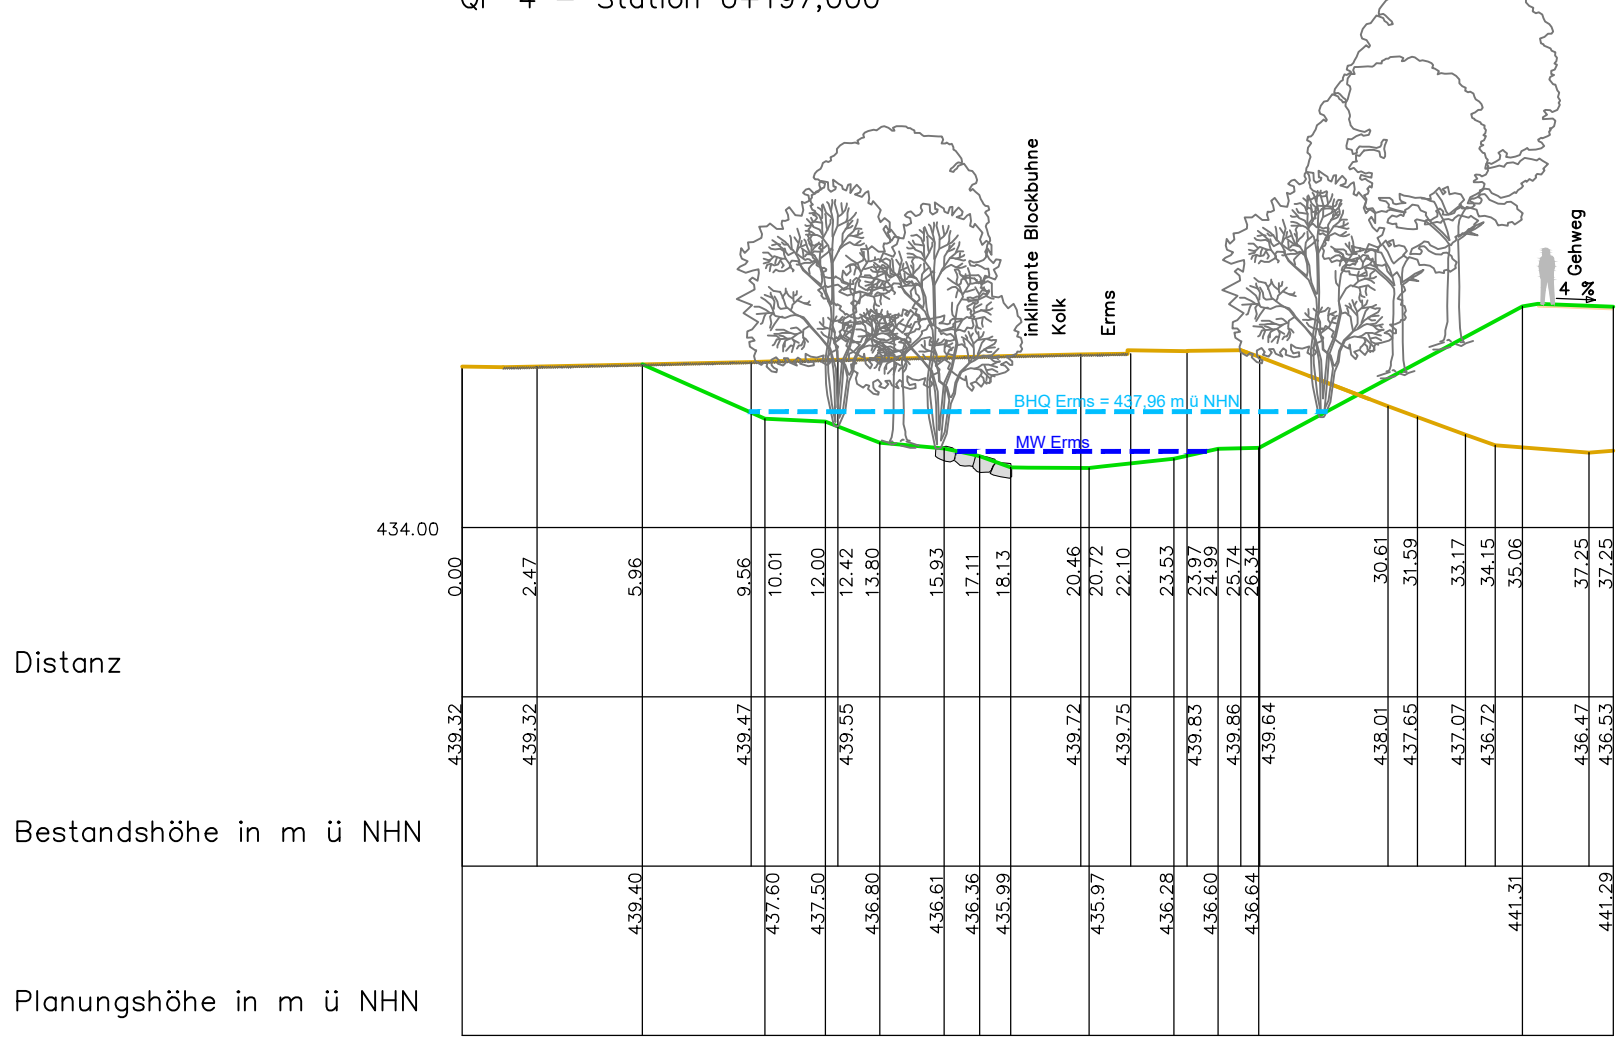 QP 4 – Station 0+197,000
inklinante Blockbuhne
Kolk
Erms
Gehweg
4 %
BHQ Erms = 437,96 m ü NHN
MW Erms
434.00
0.00 2.47 5.96 9.56 10.01 12.00 12.42 13.80 15.93 17.11 18.13 20.46 20.72 22.10 23.53 23.97 24.99 25.74 26.34 30.61 31.59 33.17 34.15 35.06 37.25 37.25
Distanz
439.32 439.32 439.47 439.55 439.72 439.75 439.83 439.86 439.64 438.01 437.65 437.07 436.72 436.47 436.53
Bestandshöhe in m ü NHN
439.40 437.60 437.50 436.80 436.61 436.36 435.99 435.97 436.28 436.60 436.64 441.31 441.29
Planungshöhe in m ü NHN